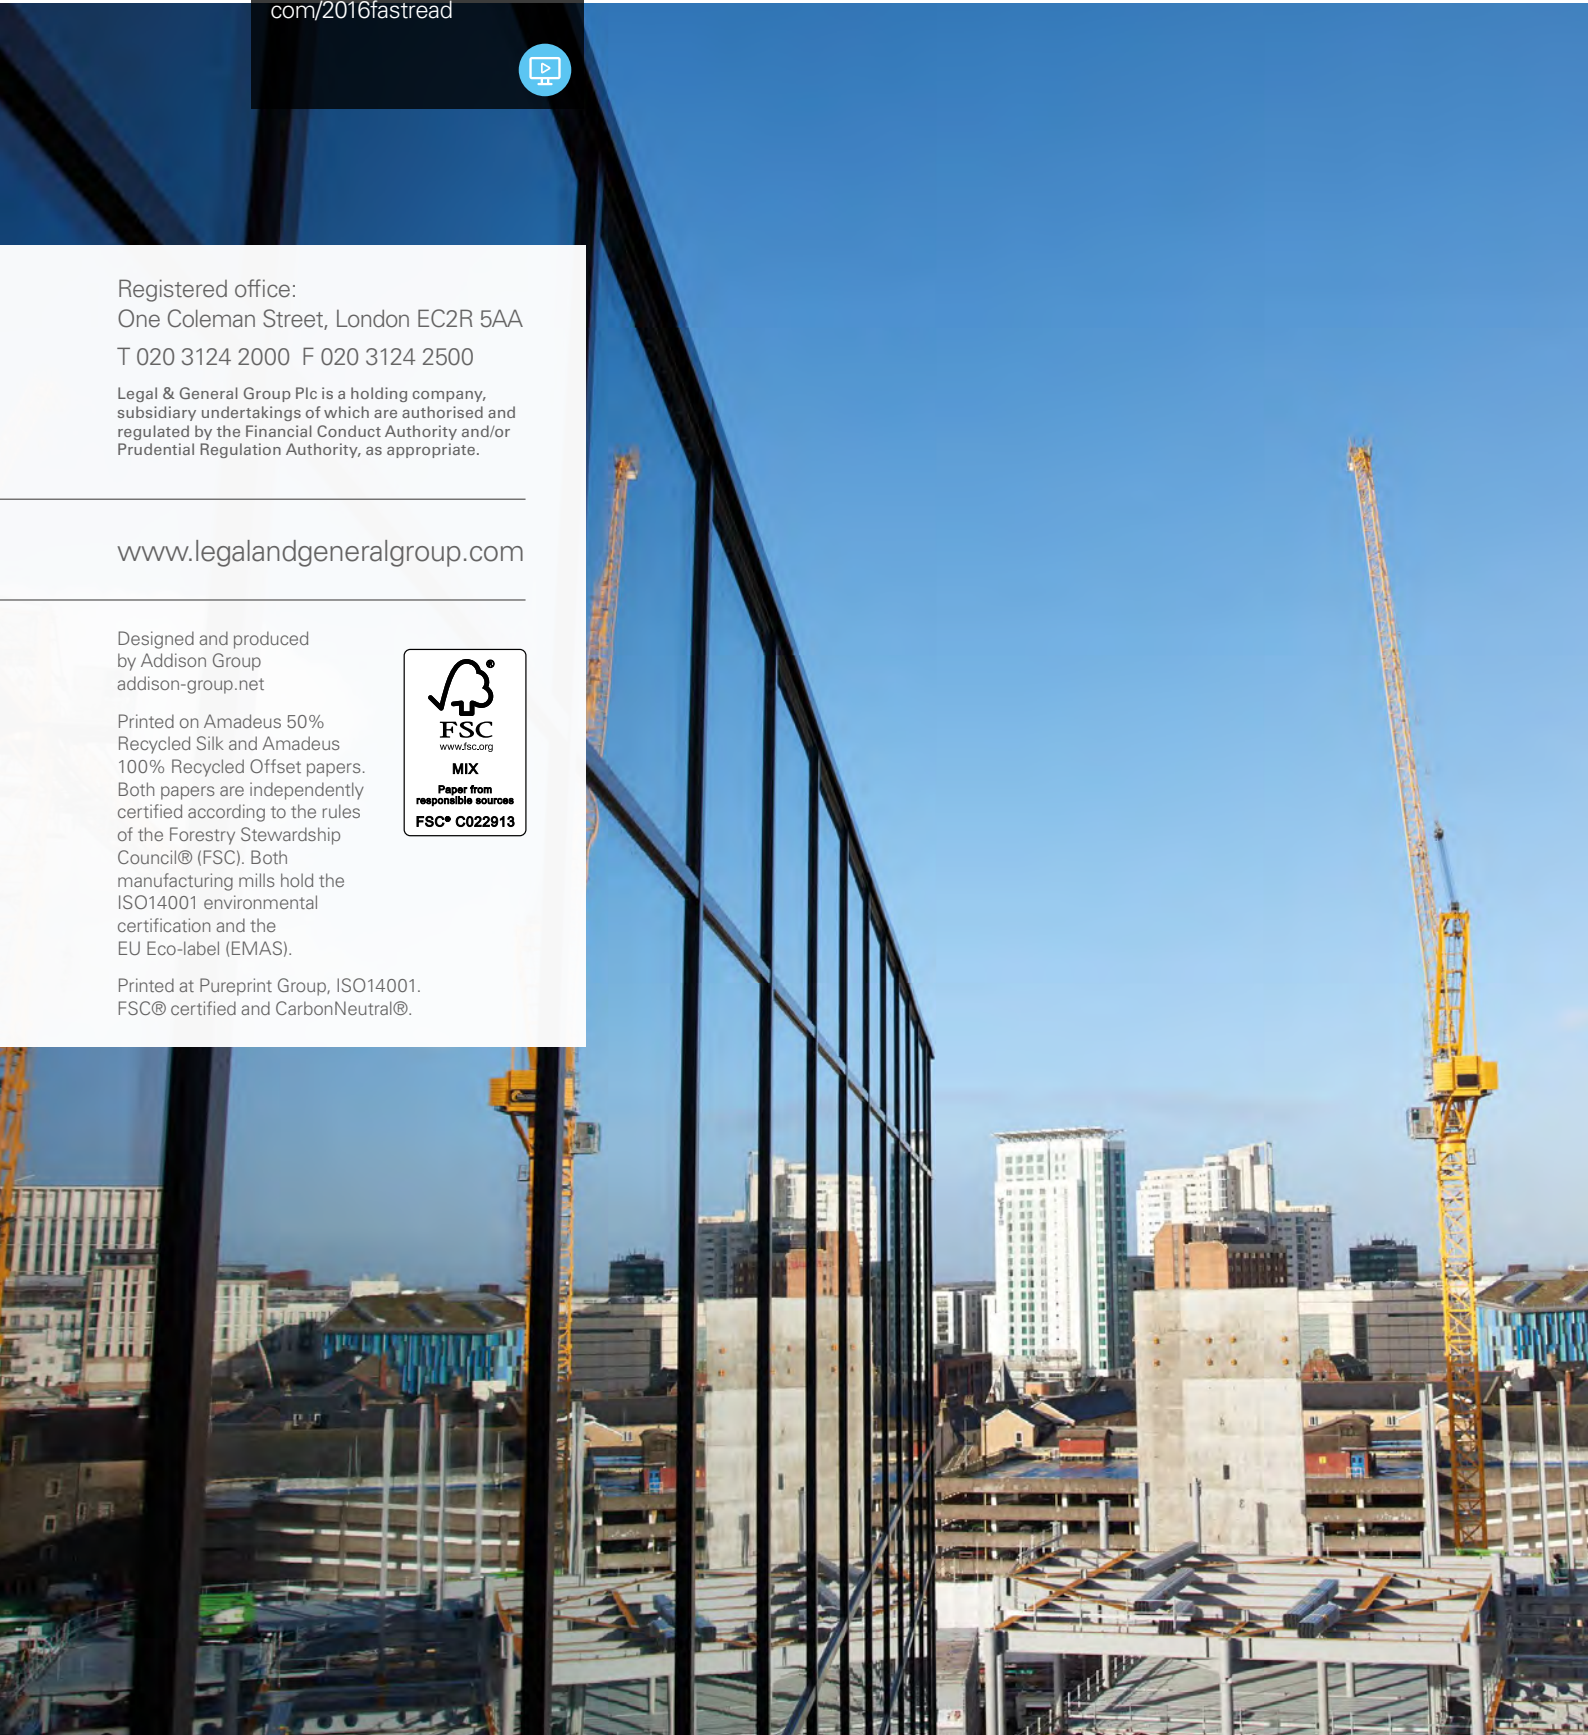 com/2016fastread
Registered office:
One Coleman Street, London EC2R 5AA
T 020 3124 2000 F 020 3124 2500
Legal & General Group Plc is a holding company,
subsidiary undertakings of which are authorised and
regulated by the Financial Conduct Authority and/or
Prudential Regulation Authority, as appropriate.
www.legalandgeneralgroup.com
Designed and produced
by Addison Group
addison-group.net
Printed on Amadeus 50%
Recycled Silk and Amadeus
100% Recycled Offset papers.
Both papers are independently
certified according to the rules
of the Forestry Stewardship
Council® (FSC). Both
manufacturing mills hold the
ISO14001 environmental
certification and the
EU Eco-label (EMAS).
Printed at Pureprint Group, ISO14001.
FSC® certified and CarbonNeutral®.
®
FSC
www.fsc.org
MIX
Paper from
responsible sources
FSC® C022913